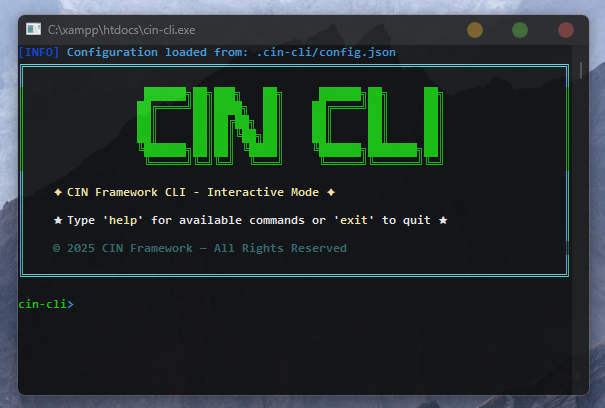 C:\xampp\htdocs\cin-cli.exe
[INFO] Configuration loaded from: .cin-cli/config.json
CIN CLI
✦ CIN Framework CLI - Interactive Mode ✦
★ Type 'help' for available commands or 'exit' to quit ★
© 2025 CIN Framework — All Rights Reserved
cin-cli>